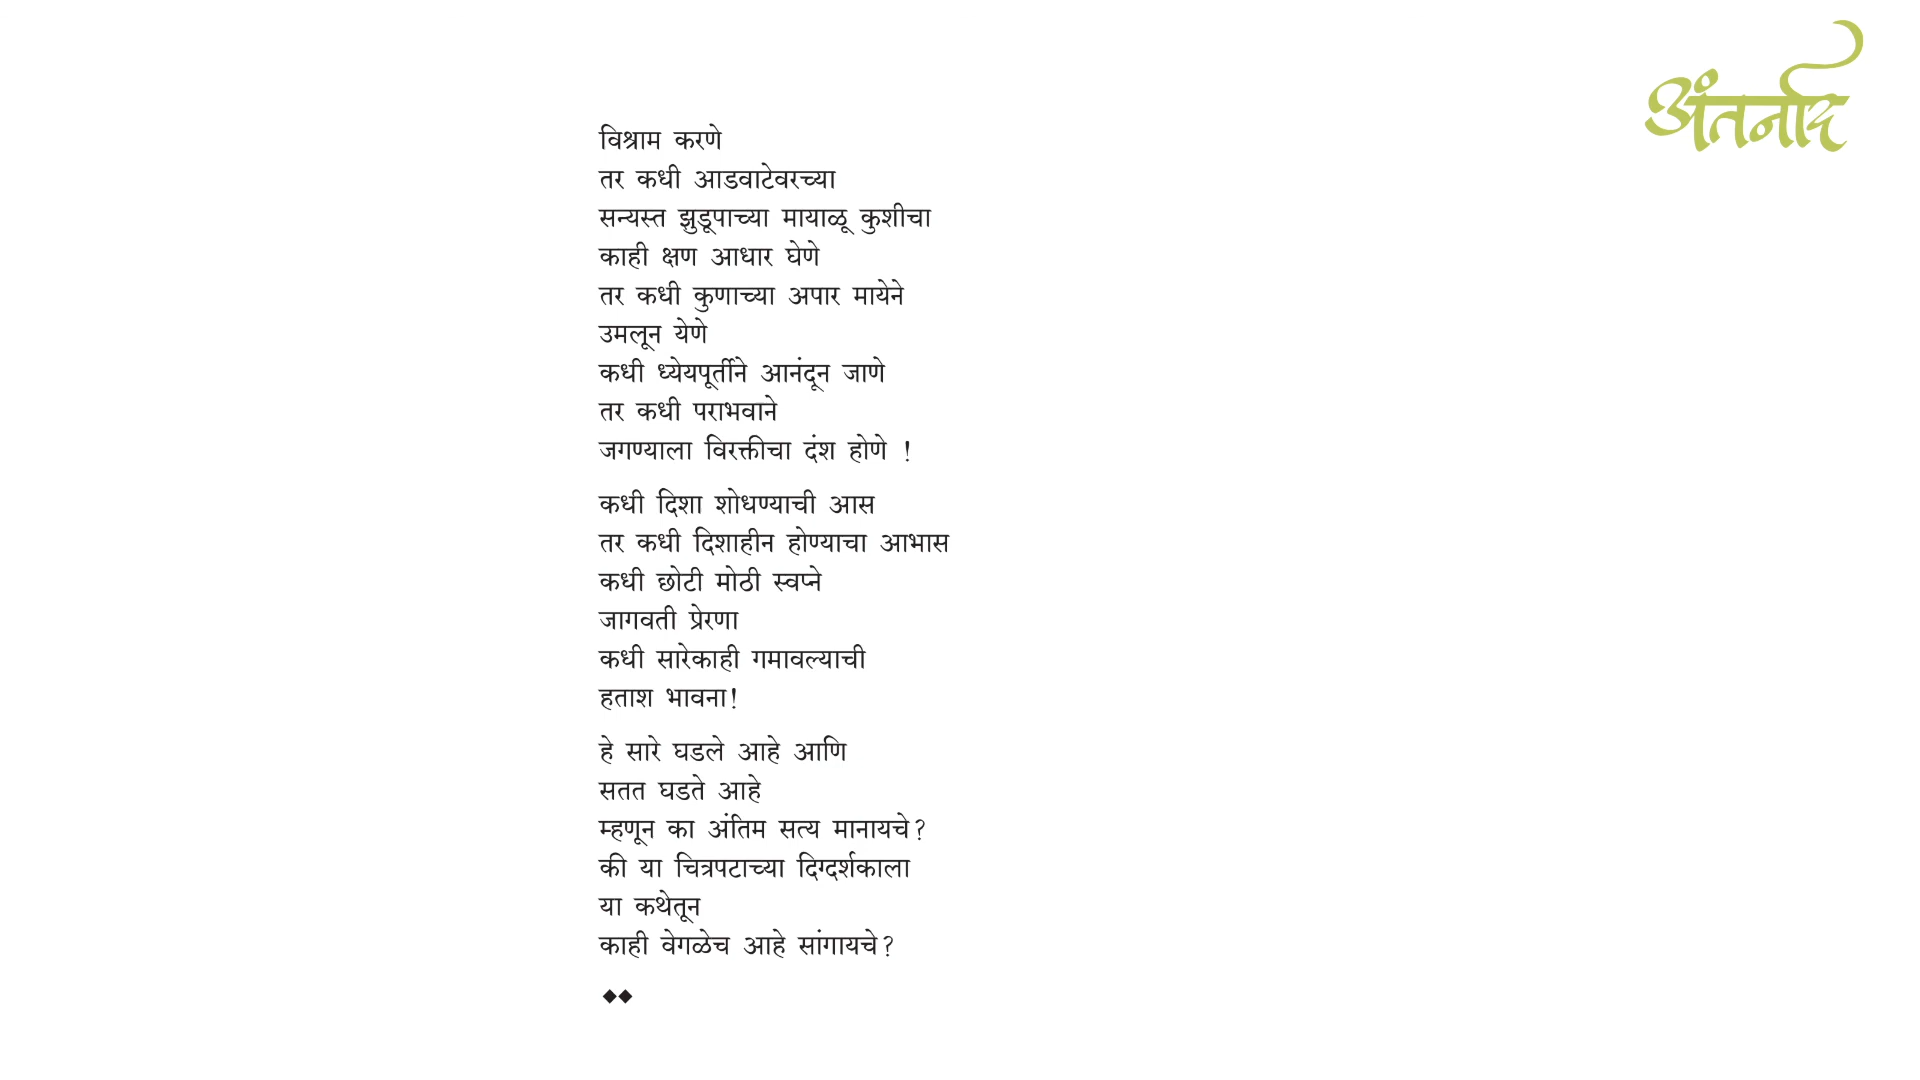 अंतर्नाद
विश्राम करणे
तर कधी आडवाटेवरच्या
सन्यस्त झुडूपाच्या मायाळू कुशीचा
काही क्षण आधार घेणे
तर कधी कुणाच्या अपार मायेने
उमलून येणे
कधी ध्येयपूर्तीने आनंदून जाणे
तर कधी पराभवाने
जगण्याला विरक्तीचा दंश होणे !
कधी दिशा शोधण्याची आस
तर कधी दिशाहीन होण्याचा आभास
कधी छोटी मोठी स्वप्ने
जागवती प्रेरणा
कधी सारेकाही गमावल्याची
हताश भावना!
हे सारे घडले आहे आणि
सतत घडते आहे
म्हणून का अंतिम सत्य मानायचे?
की या चित्रपटाच्या दिग्दर्शकाला
या कथेतून
काही वेगळेच आहे सांगायचे?